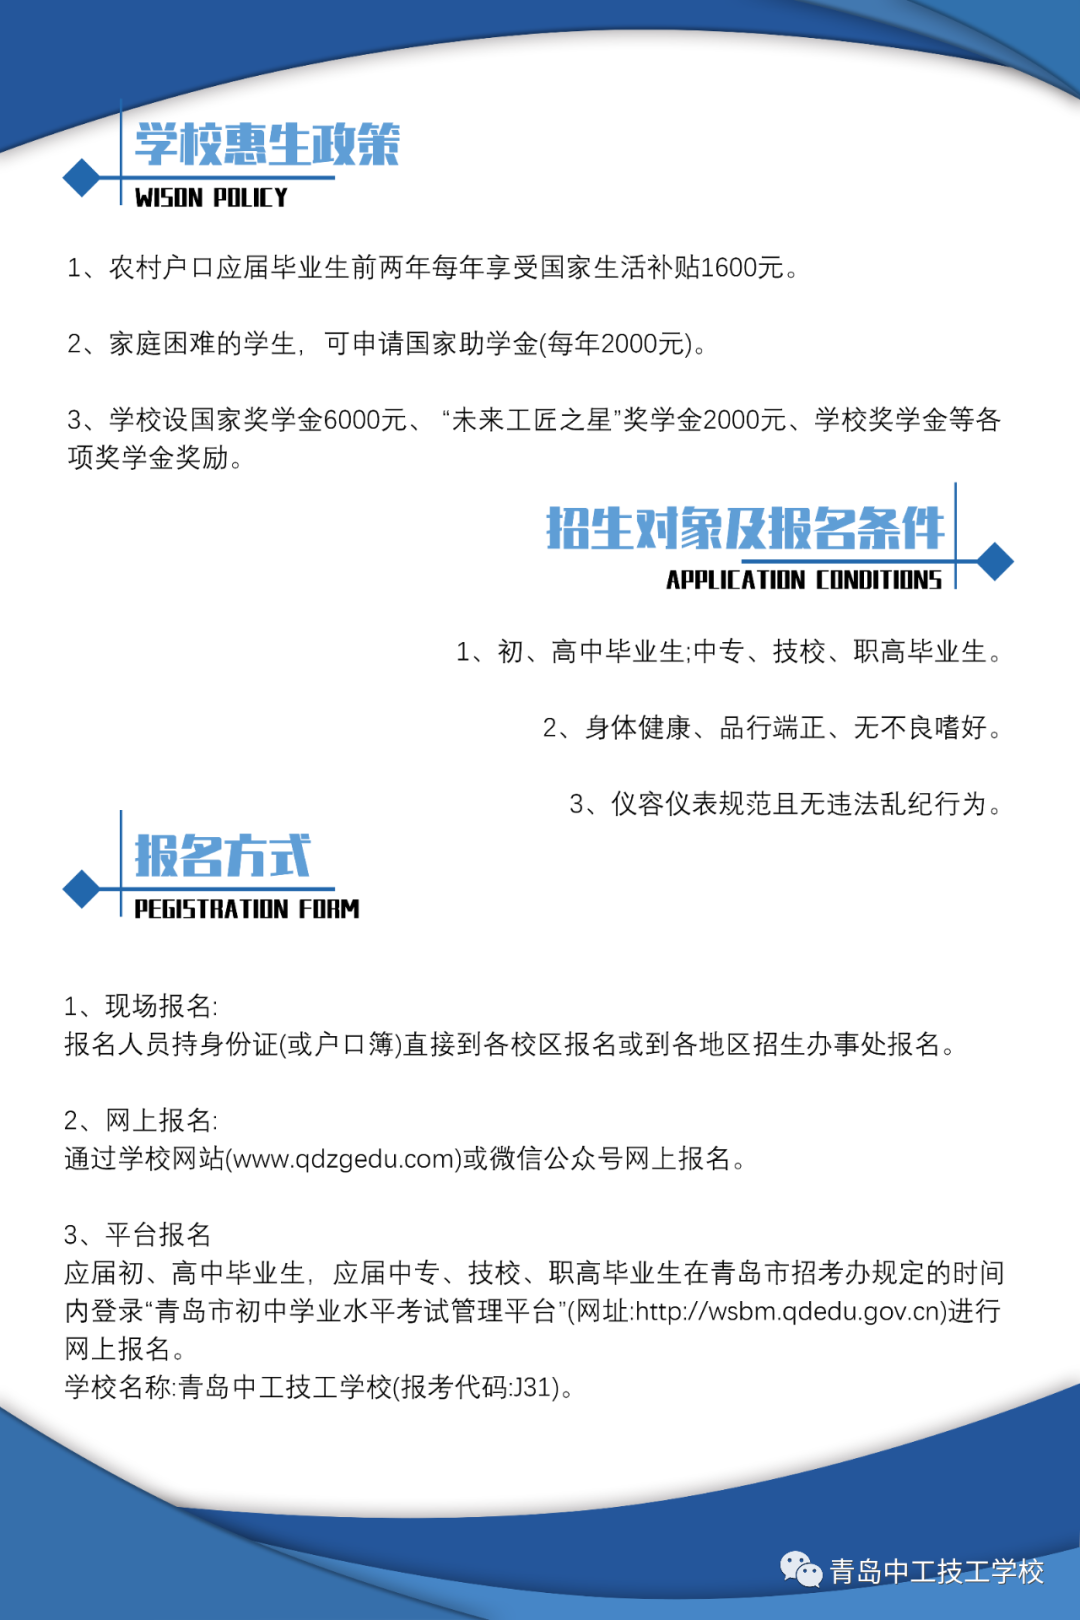 学校惠生政策
WISON POLICY
1、农村户口应届毕业生前两年每年享受国家生活补贴1600元。
2、家庭困难的学生，可申请国家助学金(每年2000元)。
3、学校设国家奖学金6000元、“未来工匠之星”奖学金2000元、学校奖学金等各
项奖学金奖励。
招生对象及报名条件
APPLICATION CONDITIONS
1、初、高中毕业生;中专、技校、职高毕业生。
2、身体健康、品行端正、无不良嗜好。
3、仪容仪表规范且无违法乱纪行为。
报名方式
PEGISTRATION FORM
1、现场报名:
报名人员持身份证(或户口簿)直接到各校区报名或到各地区招生办事处报名。
2、网上报名:
通过学校网站(www.qdzgedu.com)或微信公众号网上报名。
3、平台报名
应届初、高中毕业生，应届中专、技校、职高毕业生在青岛市招考办规定的时间
内登录“青岛市初中学业水平考试管理平台”(网址:http://wsbm.qdedu.gov.cn)进行
网上报名。
学校名称:青岛中工技工学校(报考代码:J31)。
青岛中工技工学校